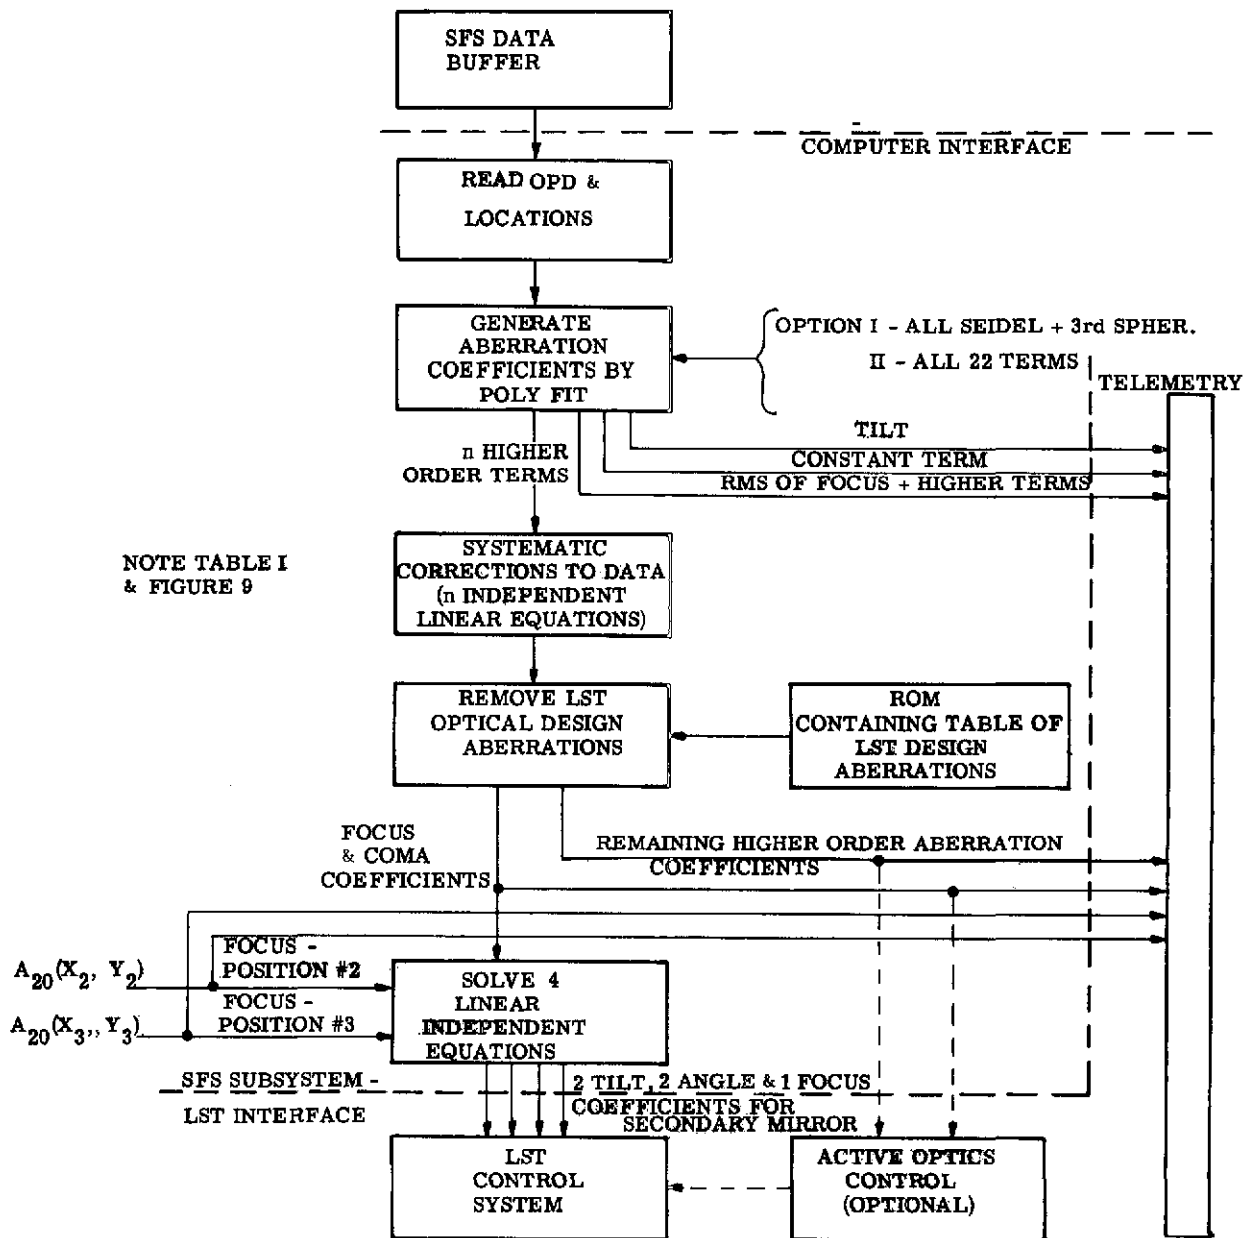 SFS DATA
BUFFER
COMPUTER INTERFACE
READ OPD &
LOCATIONS
GENERATE
ABERRATION
COEFFICIENTS BY
POLY FIT
OPTION I - ALL SEIDEL + 3rd SPHER.
II - ALL 22 TERMS
TELEMETRY
TILT
CONSTANT TERM
RMS OF FOCUS + HIGHER TERMS
n HIGHER
ORDER TERMS
NOTE TABLE I
& FIGURE 9
SYSTEMATIC
CORRECTIONS TO DATA
(n INDEPENDENT
LINEAR EQUATIONS)
REMOVE LST
OPTICAL DESIGN
ABERRATIONS
ROM
CONTAINING TABLE OF
LST DESIGN
ABERRATIONS
FOCUS
& COMA
COEFFICIENTS
REMAINING HIGHER ORDER ABERRATION
COEFFICIENTS
A20(X2, Y2)
FOCUS -
POSITION #2
A20(X3,, Y3)
FOCUS -
POSITION #3
SOLVE 4
LINEAR
INDEPENDENT
EQUATIONS
SFS SUBSYSTEM -
LST INTERFACE
2 TILT, 2 ANGLE & 1 FOCUS
COEFFICIENTS FOR
SECONDARY MIRROR
LST
CONTROL
SYSTEM
ACTIVE OPTICS
CONTROL
(OPTIONAL)